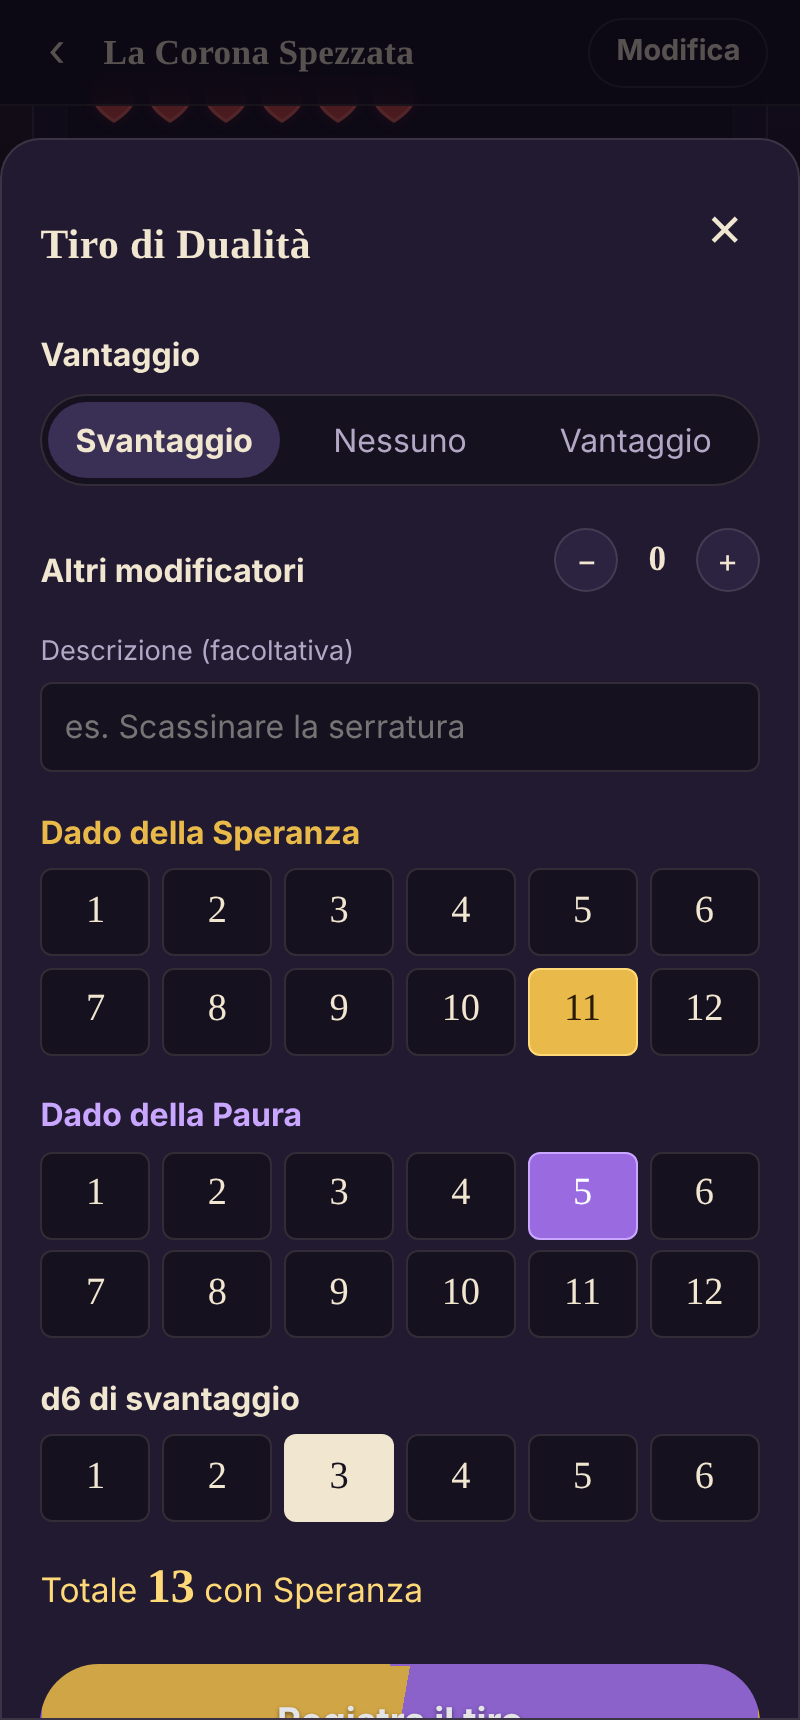 La Corona Spezzata
Modifica
Tiro di Dualità
Vantaggio
Svantaggio Nessuno Vantaggio
Altri modificatori
− 0 +
Descrizione (facoltativa)
es. Scassinare la serratura
Dado della Speranza
1 2 3 4 5 6
7 8 9 10 11 12
Dado della Paura
1 2 3 4 5 6
7 8 9 10 11 12
d6 di svantaggio
1 2 3 4 5 6
Totale 13 con Speranza
Registra il tiro